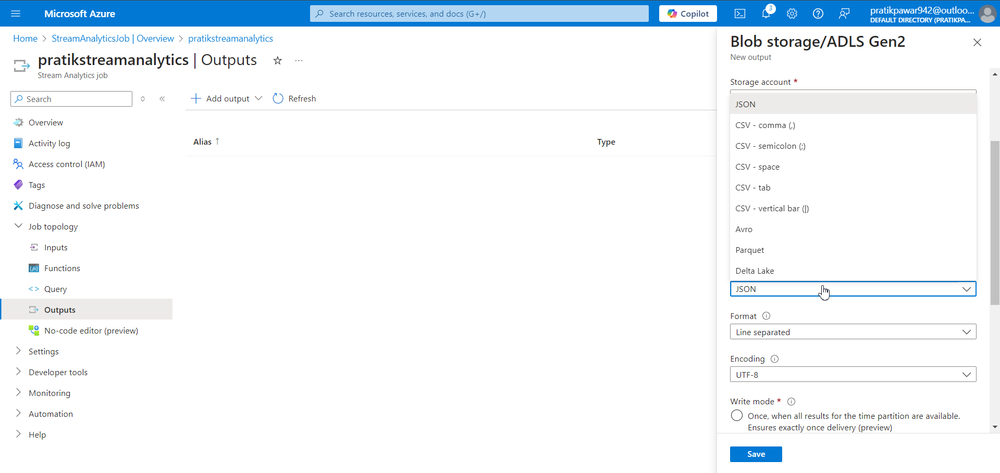 Microsoft Azure
Search resources, services, and docs (G+/)
Copilot
3
pratikpawar942@outloo...
DEFAULT DIRECTORY (PRATIKPA...
Home > StreamAnalyticsJob | Overview > pratikstreamanalytics
pratikstreamanalytics | Outputs
Stream Analytics job
Search
Add output
Refresh
Overview
Activity log
Access control (IAM)
Tags
Diagnose and solve problems
Job topology
Inputs
Functions
Query
Outputs
No-code editor (preview)
Settings
Developer tools
Monitoring
Automation
Help
Alias ↑
Type
Blob storage/ADLS Gen2
New output
Storage account *
JSON
CSV - comma (,)
CSV - semicolon (;)
CSV - space
CSV - tab
CSV - vertical bar (|)
Avro
Parquet
Delta Lake
JSON
Format
Line separated
Encoding
UTF-8
Write mode *
Once, when all results for the time partition are available.
Ensures exactly once delivery (preview)
Save